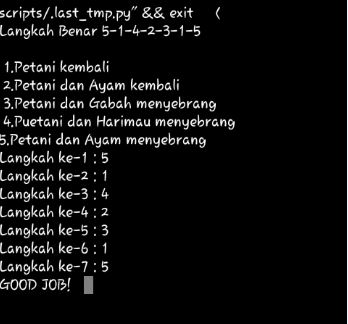 scripts/.last_tmp.py" && exit (
Langkah Benar 5-1-4-2-3-1-5
1.Petani kembali
2.Petani dan Ayam kembali
3.Petani dan Gabah menyebrang
4.Puetani dan Harimau menyebrang
5.Petani dan Ayam menyebrang
Langkah ke-1 : 5
Langkah ke-2 : 1
Langkah ke-3 : 4
Langkah ke-4 : 2
Langkah ke-5 : 3
Langkah ke-6 : 1
Langkah ke-7 : 5
GOOD JOB!